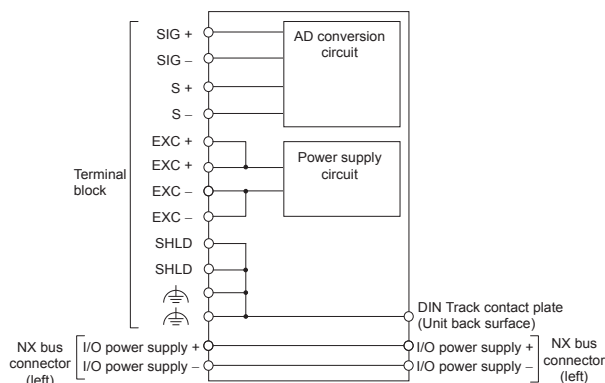 SIG +
SIG −
S +
S −
EXC +
EXC +
EXC −
EXC −
SHLD
SHLD
Terminal
block
AD conversion
circuit
Power supply
circuit
DIN Track contact plate
(Unit back surface)
NX bus
connector
(left)
I/O power supply +
I/O power supply −
I/O power supply +
I/O power supply −
NX bus
connector
(left)